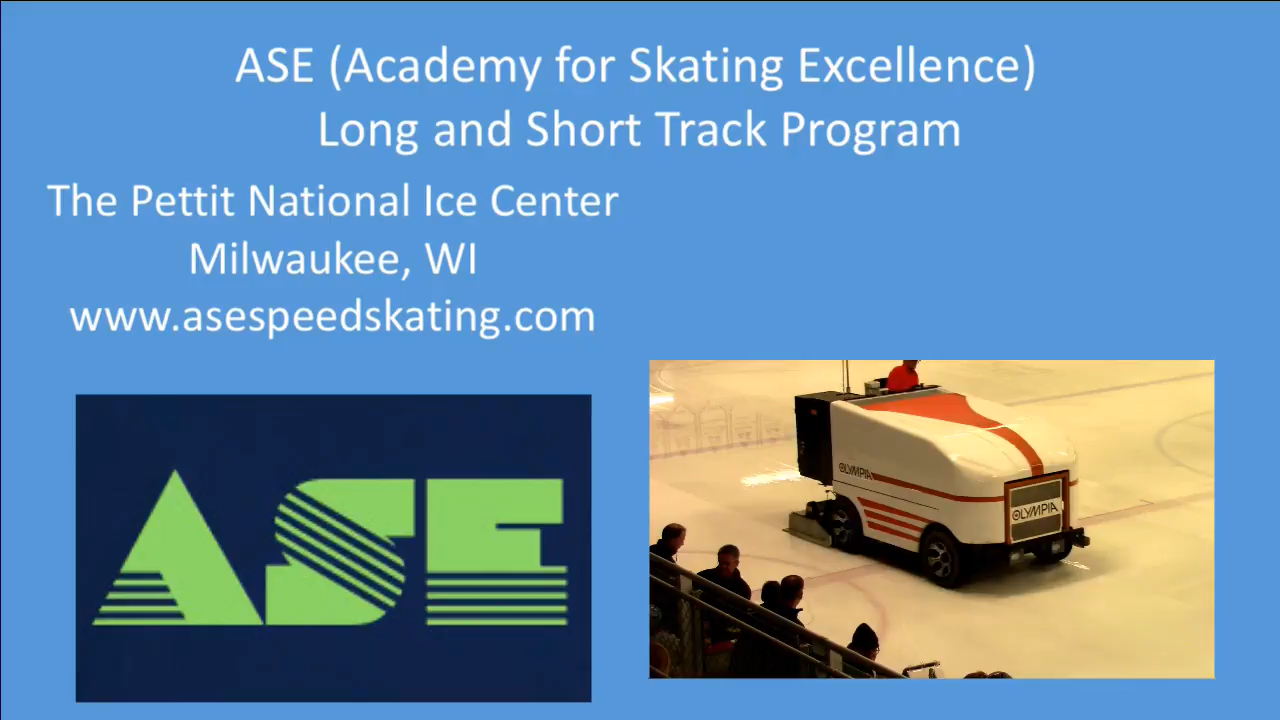 ASE (Academy for Skating Excellence)
Long and Short Track Program
The Pettit National Ice Center
Milwaukee, WI
www.asespeedskating.com
ASE
OLYMPIA
OLYMPIA